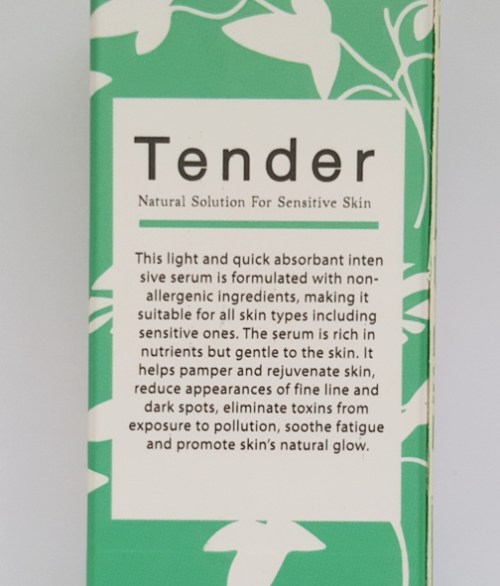 Tender
Natural Solution For Sensitive Skin
This light and quick absorbant inten
sive serum is formulated with non-
allergenic ingredients, making it
suitable for all skin types including
sensitive ones. The serum is rich in
nutrients but gentle to the skin. It
helps pamper and rejuvenate skin,
reduce appearances of fine line and
dark spots, eliminate toxins from
exposure to pollution, soothe fatigue
and promote skin's natural glow.